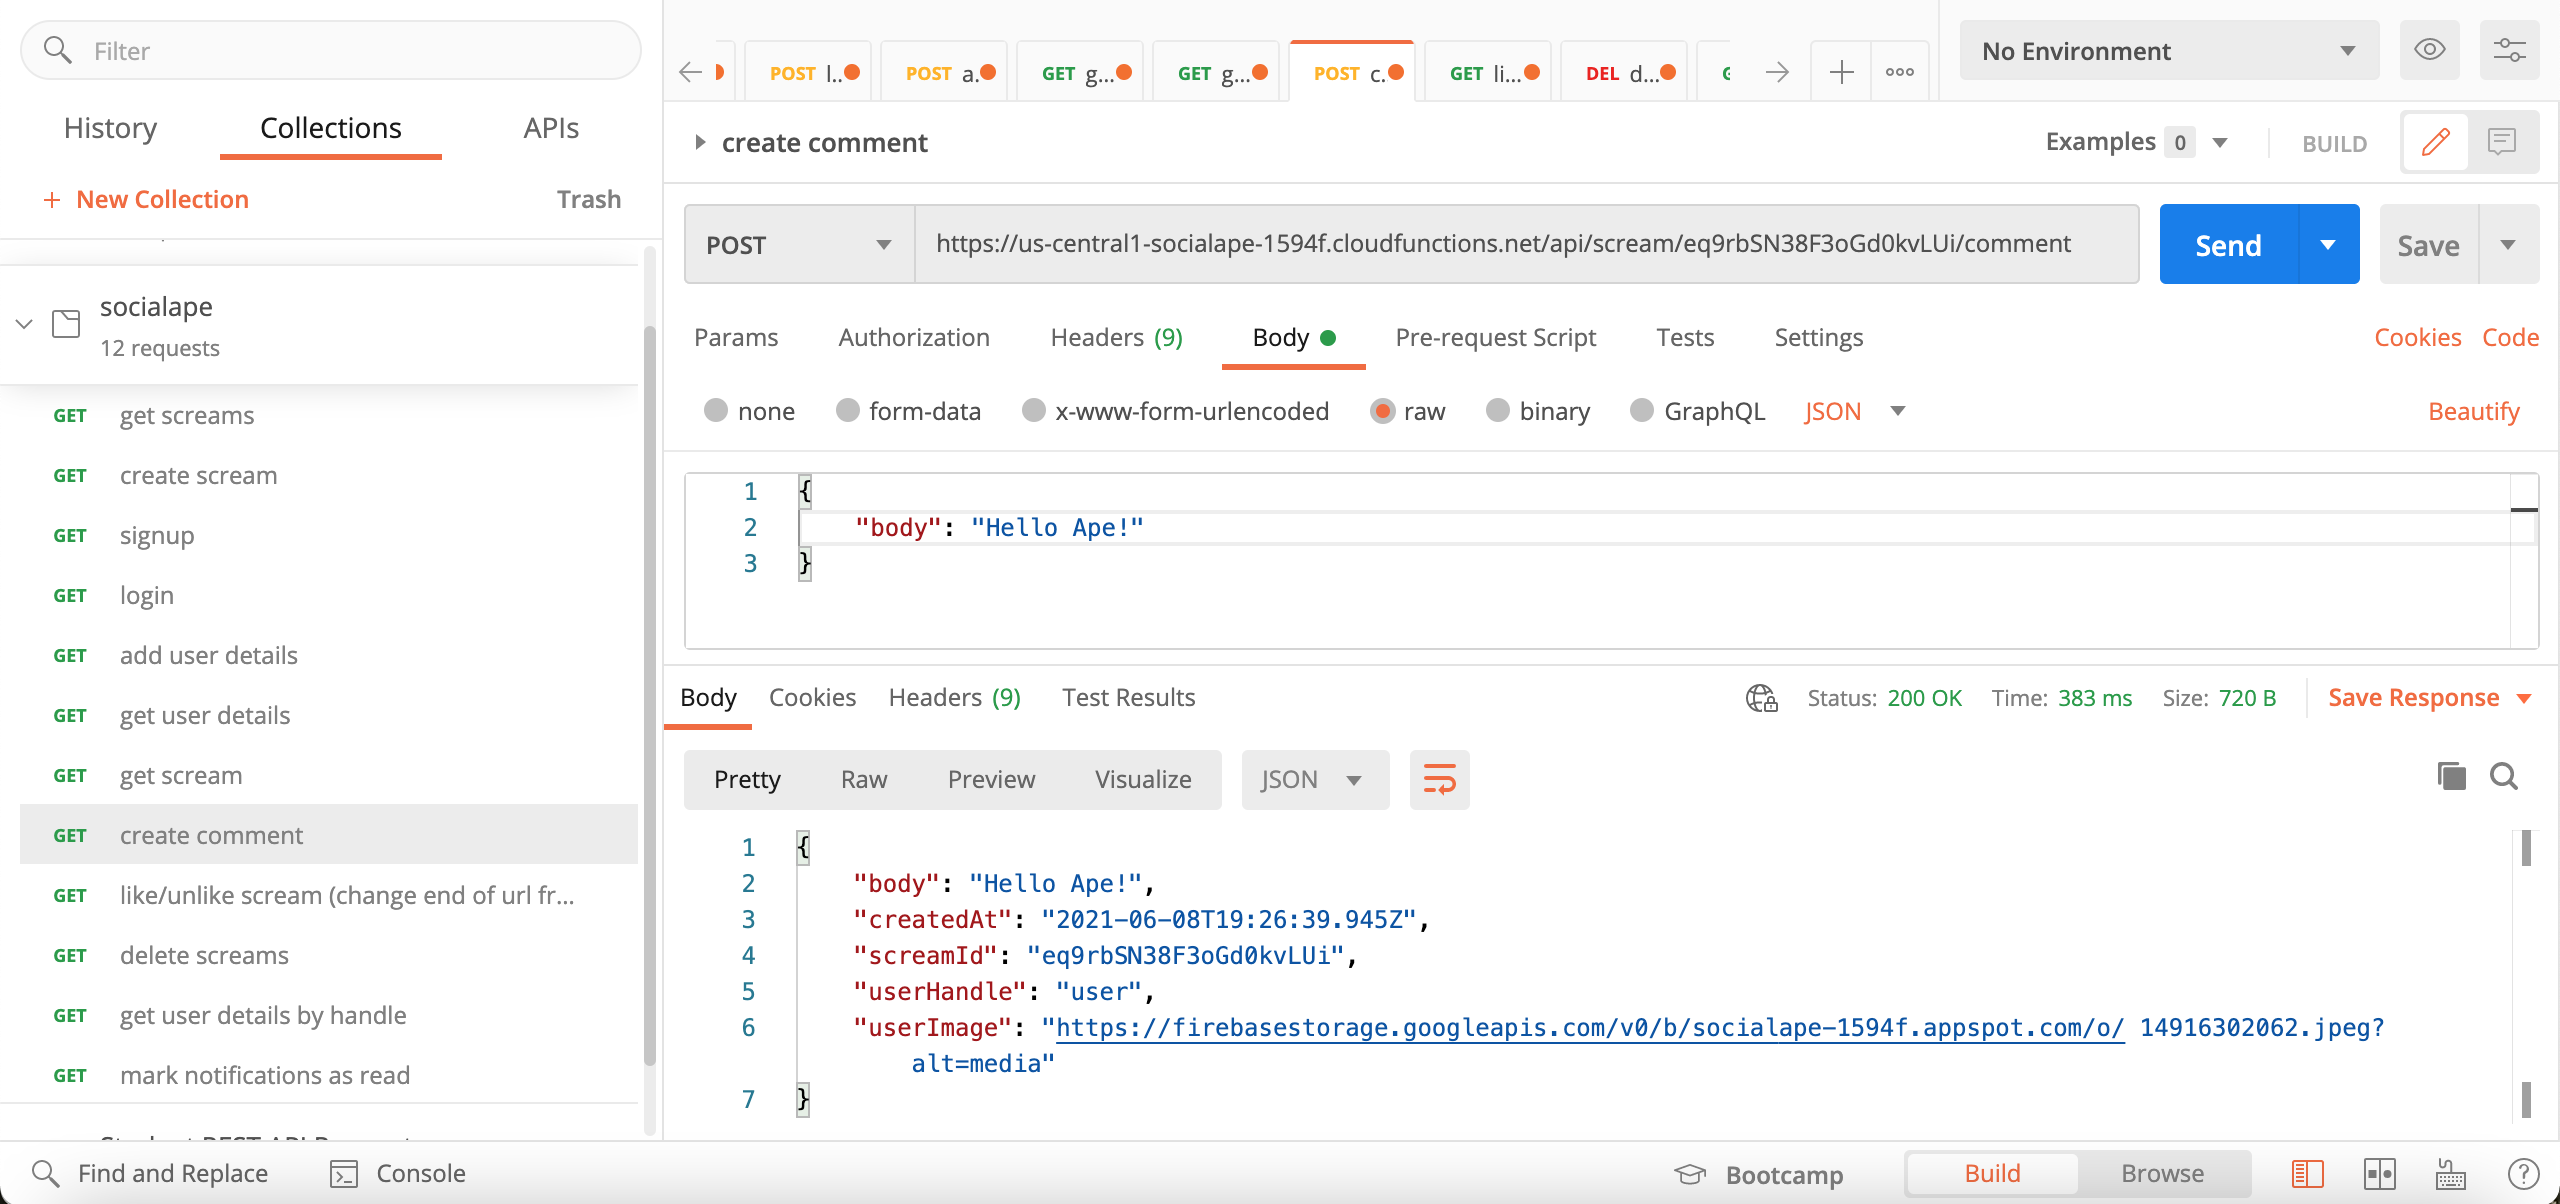 Filter
History Collections APIs
+ New Collection Trash
socialape
12 requests
GET get screams
GET create scream
GET signup
GET login
GET add user details
GET get user details
GET get scream
GET create comment
GET like/unlike scream (change end of url fr...
GET delete screams
GET get user details by handle
GET mark notifications as read
Find and Replace Console
POST l.. POST a. GET g... GET g... POST c. GET li... DEL d...
No Environment
create comment
Examples 0 BUILD
POST https://us-central1-socialape-1594f.cloudfunctions.net/api/scream/eq9rbSN38F3oGd0kvLUi/comment Send Save
Params Authorization Headers (9) Body Pre-request Script Tests Settings Cookies Code
none form-data x-www-form-urlencoded raw binary GraphQL JSON Beautify
1 {
2 "body": "Hello Ape!"
3 }
Body Cookies Headers (9) Test Results Status: 200 OK Time: 383 ms Size: 720 B Save Response
Pretty Raw Preview Visualize JSON
1 {
2 "body": "Hello Ape!",
3 "createdAt": "2021-06-08T19:26:39.945Z",
4 "screamId": "eq9rbSN38F3oGd0kvLUi",
5 "userHandle": "user",
6 "userImage": "https://firebasestorage.googleapis.com/v0/b/socialape-1594f.appspot.com/o/ 14916302062.jpeg?
alt=media"
7 }
Bootcamp Build Browse